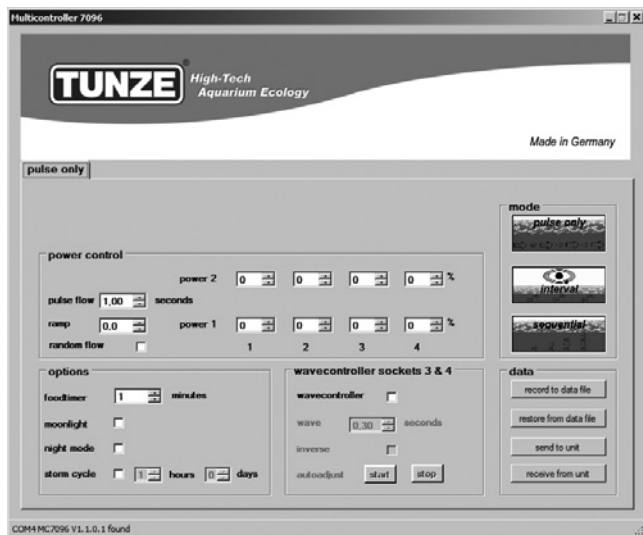 Multicontroller 7096
TUNZE®
High-Tech
Aquarium Ecology
Made in Germany
pulse only
mode
pulse only
interval
sequential
power control
power 2 0 0 0 0 %
pulse flow 1,00 seconds
ramp 0,0 power 1 0 0 0 0 %
random flow 1 2 3 4
options
foodtimer 1 minutes
moonlight
night mode
storm cycle 1 hours 0 days
wavecontroller sockets 3 & 4
wavecontroller
wave 0,30 seconds
inverse
autoadjust start stop
data
record to data file
restore from data file
send to unit
receive from unit
COM4 MC7096 V1.1.0.1 found